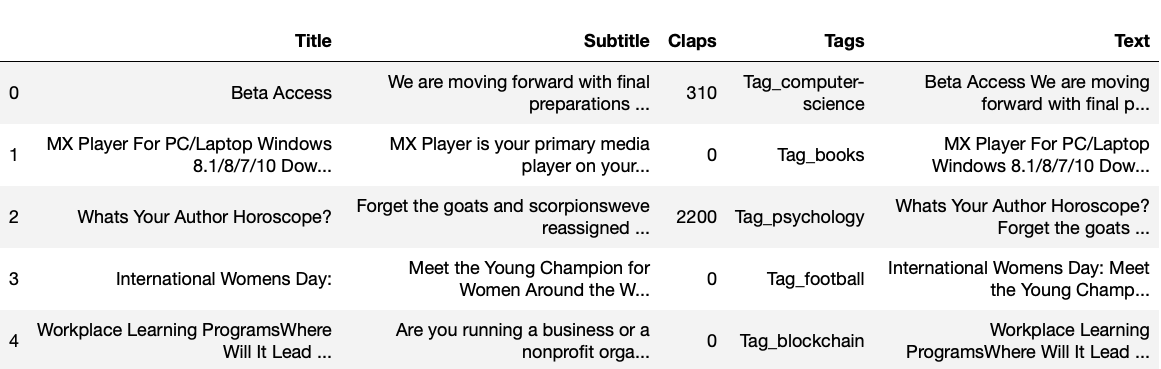 Title Subtitle Claps Tags Text
0 Beta Access We are moving forward with final preparations ... 310 Tag_computer-science Beta Access We are moving forward with final p...
1 MX Player For PC/Laptop Windows 8.1/8/7/10 Dow... MX Player is your primary media player on your... 0 Tag_books MX Player For PC/Laptop Windows 8.1/8/7/10 Dow...
2 Whats Your Author Horoscope? Forget the goats and scorpionsweve reassigned ... 2200 Tag_psychology Whats Your Author Horoscope? Forget the goats ...
3 International Womens Day: Meet the Young Champion for Women Around the W... 0 Tag_football International Womens Day: Meet the Young Champ...
4 Workplace Learning ProgramsWhere Will It Lead ... Are you running a business or a nonprofit orga... 0 Tag_blockchain Workplace Learning ProgramsWhere Will It Lead ...